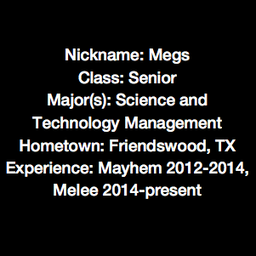 Nickname: Megs
Class: Senior
Major(s): Science and
Technology Management
Hometown: Friendswood, TX
Experience: Mayhem 2012-2014,
Melee 2014-present